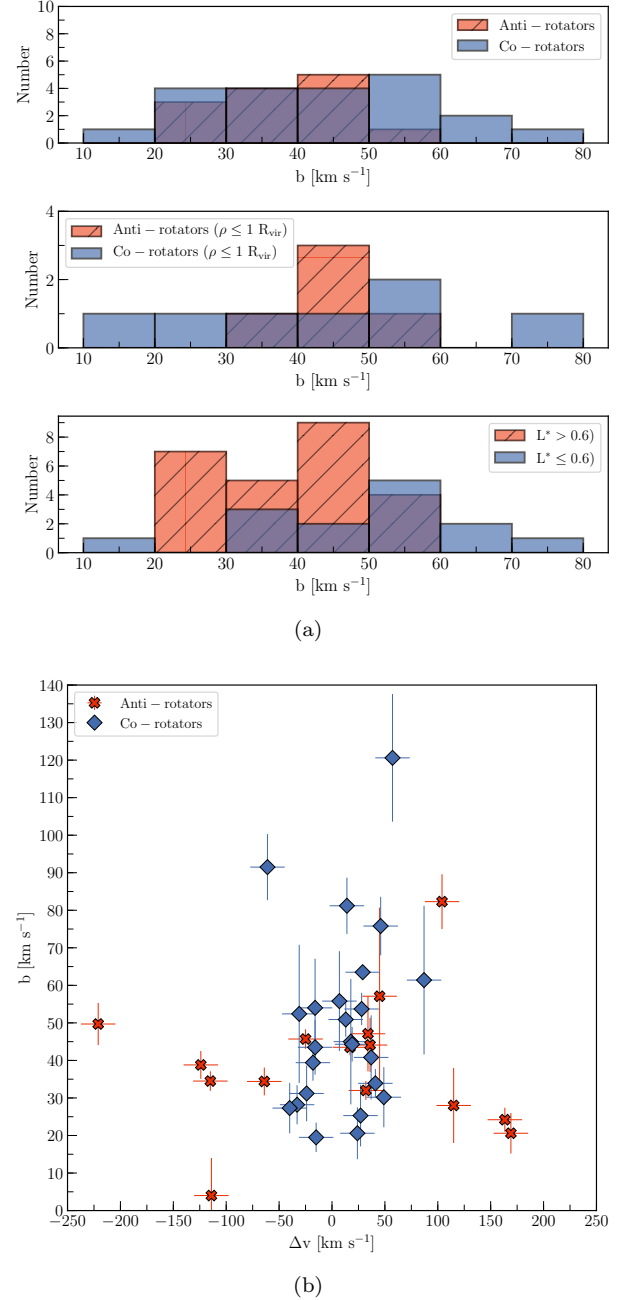 10
8
6
4
2
0
Number
Anti − rotators
Co − rotators
10 20 30 40 50 60 70 80
b [km s⁻¹]
4
2
0
Number
Anti − rotators (ρ ≤ 1 Rvir)
Co − rotators (ρ ≤ 1 Rvir)
10 20 30 40 50 60 70 80
b [km s⁻¹]
8
6
4
2
0
Number
L* > 0.6)
L* ≤ 0.6)
10 20 30 40 50 60 70 80
b [km s⁻¹]
(a)
140
130
120
110
100
90
80
70
60
50
40
30
20
10
0
b [km s⁻¹]
Anti − rotators
Co − rotators
−250 −200 −150 −100 −50 0 50 100 150 200 250
Δv [km s⁻¹]
(b)